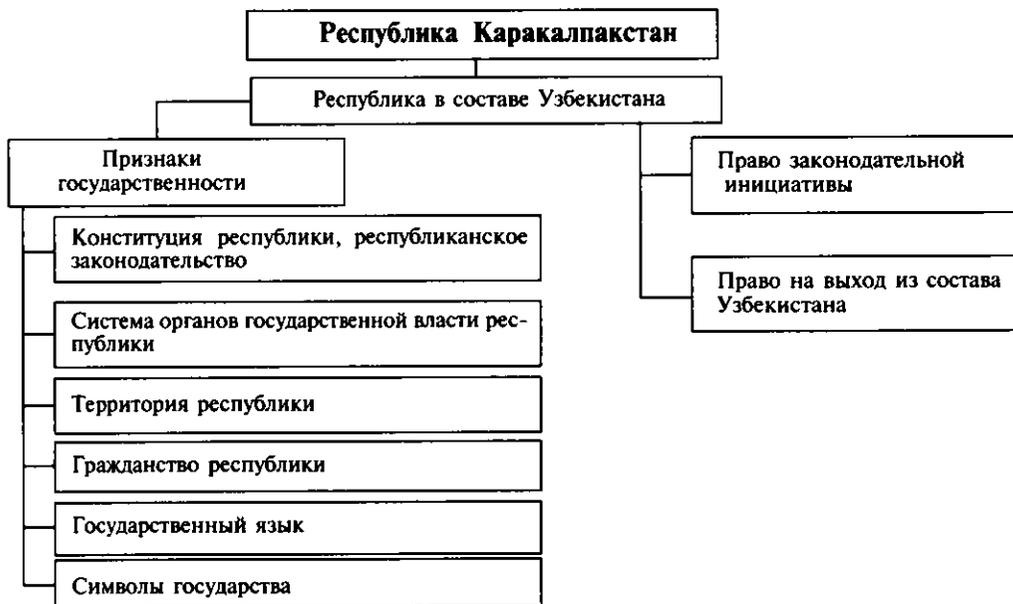 Республика Каракалпакстан
Республика в составе Узбекистана
Признаки
государственности
Конституция республики, республиканское
законодательство
Система органов государственной власти рес-
публики
Территория республики
Гражданство республики
Государственный язык
Символы государства
Право законодательной
инициативы
Право на выход из состава
Узбекистана